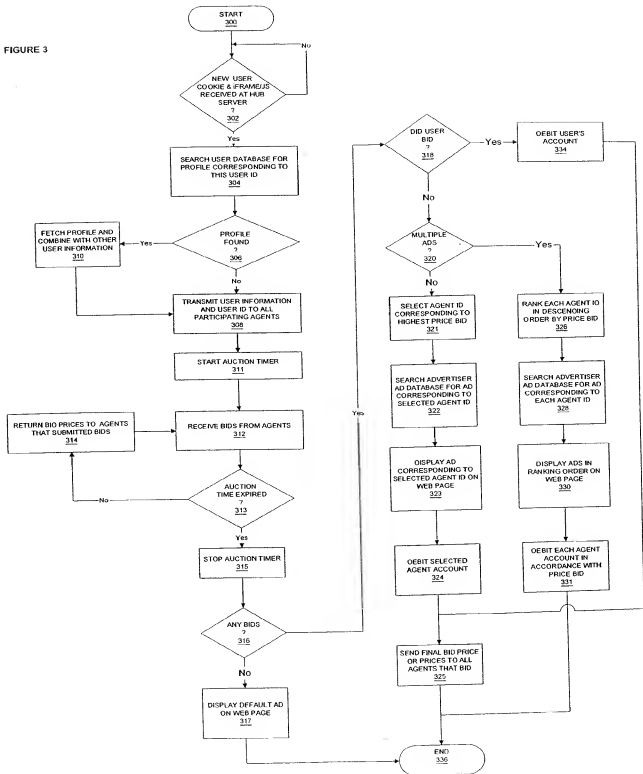 FIGURE 3
START
300
No
NEW USER
COOKIE & IFRAME/JS
RECEIVED AT HUB
SERVER
?
302
Yes
SEARCH USER DATABASE FOR
PROFILE CORRESPONDING TO
THIS USER ID
304
PROFILE
FOUND
?
306
Yes
FETCH PROFILE AND
COMBINE WITH OTHER
USER INFORMATION
310
No
TRANSMIT USER INFORMATION
AND USER ID TO ALL
PARTICIPATING AGENTS
308
START AUCTION TIMER
311
RETURN BID PRICES TO AGENTS
THAT SUBMITTED BIDS
314
RECEIVE BIDS FROM AGENTS
312
AUCTION
TIME EXPIRED
?
313
No
Yes
STOP AUCTION TIMER
315
ANY BIDS
?
316
Yes
No
DISPLAY DEFAULT AD
ON WEB PAGE
317
DID USER
BID
?
318
Yes
DEBIT USER'S
ACCOUNT
334
No
MULTIPLE
ADS
?
320
Yes
No
SELECT AGENT ID
CORRESPONDING TO
HIGHEST PRICE BID
321
SEARCH ADVERTISER
AD DATABASE FOR AD
CORRESPONDING TO
SELECTED AGENT ID
322
DISPLAY AD
CORRESPONDING TO
SELECTED AGENT ID ON
WEB PAGE
323
DEBIT SELECTED
AGENT ACCOUNT
324
SEND FINAL BID PRICE
OR PRICES TO ALL
AGENTS THAT BID
325
RANK EACH AGENT ID
IN DESCENDING
ORDER BY PRICE BID
326
SEARCH ADVERTISER
AD DATABASE FOR AD
CORRESPONDING TO
EACH AGENT ID
328
DISPLAY ADS IN
RANKING ORDER ON
WEB PAGE
330
DEBIT EACH AGENT
ACCOUNT IN
ACCORDANCE WITH
PRICE BID
331
END
336